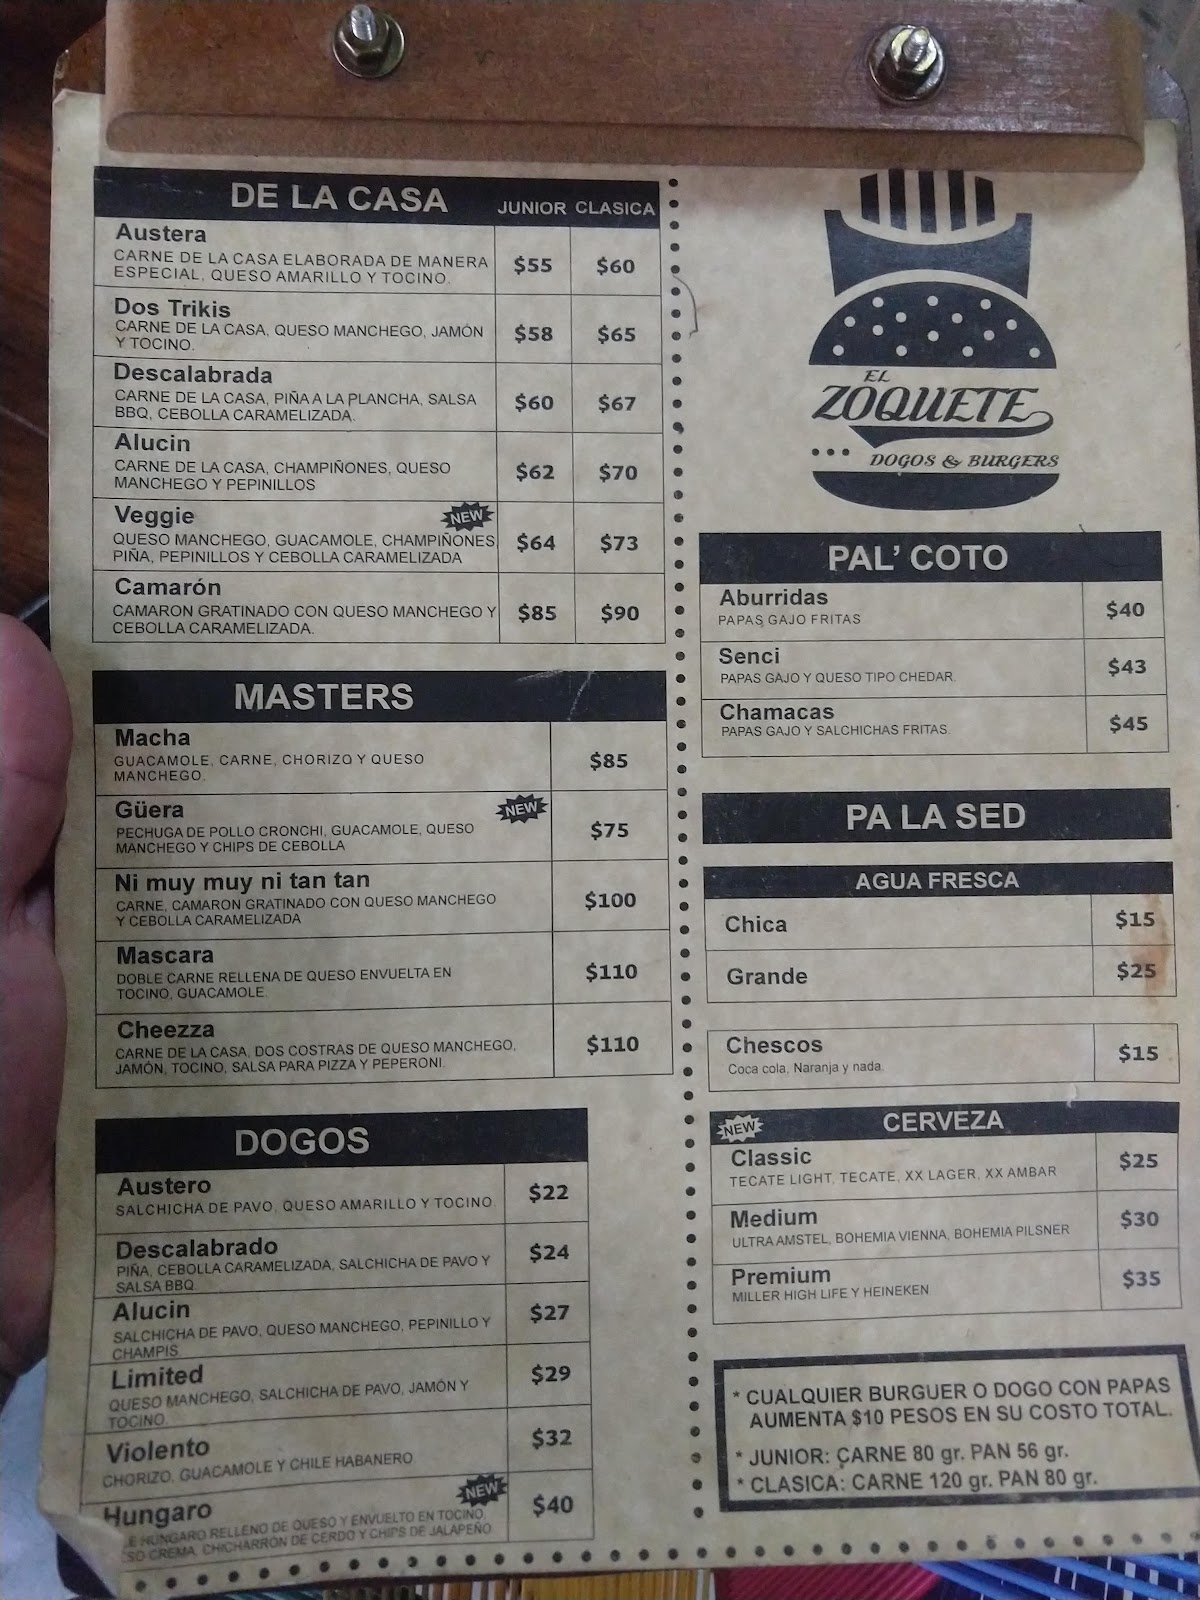 DE LA CASA JUNIOR CLASICA
Austera
CARNE DE LA CASA ELABORADA DE MANERA
ESPECIAL, QUESO AMARILLO Y TOCINO.
$55 $60
Dos Trikis
CARNE DE LA CASA, QUESO MANCHEGO, JAMÓN
Y TOCINO.
$58 $65
Descalabrada
CARNE DE LA CASA, PIÑA A LA PLANCHA, SALSA
BBQ, CEBOLLA CARAMELIZADA.
$60 $67
Alucin
CARNE DE LA CASA, CHAMPIÑONES, QUESO
MANCHEGO Y PEPINILLOS
$62 $70
Veggie NEW
QUESO MANCHEGO, GUACAMOLE, CHAMPIÑONES,
PIÑA, PEPINILLOS Y CEBOLLA CARAMELIZADA
$64 $73
Camarón
CAMARON GRATINADO CON QUESO MANCHEGO Y
CEBOLLA CARAMELIZADA.
$85 $90
MASTERS
Macha
GUACAMOLE, CARNE, CHORIZO Y QUESO
MANCHEGO.
$85
Güera NEW
PECHUGA DE POLLO CRONCHI, GUACAMOLE, QUESO
MANCHEGO Y CHIPS DE CEBOLLA
$75
Ni muy muy ni tan tan
CARNE, CAMARON GRATINADO CON QUESO MANCHEGO
Y CEBOLLA CARAMELIZADA
$100
Mascara
DOBLE CARNE RELLENA DE QUESO ENVUELTA EN
TOCINO, GUACAMOLE.
$110
Cheezza
CARNE DE LA CASA, DOS COSTRAS DE QUESO MANCHEGO,
JAMÓN, TOCINO, SALSA PARA PIZZA Y PEPERONI.
$110
DOGOS
Austero
SALCHICHA DE PAVO, QUESO AMARILLO Y TOCINO
$22
Descalabrado
PIÑA, CEBOLLA CARAMELIZADA, SALCHICHA DE PAVO Y
SALSA BBQ.
$24
Alucin
SALCHICHA DE PAVO, QUESO MANCHEGO, PEPINILLO Y
CHAMPIS
$27
Limited
QUESO MANCHEGO, SALCHICHA DE PAVO, JAMÓN Y
TOCINO.
$29
Violento
CHORIZO, GUACAMOLE Y CHILE HABANERO
$32
Hungaro NEW
HUNGARO RELLENO DE QUESO Y ENVUELTO EN TOCINO,
CREMA, CHICHARRÓN DE CERDO Y CHIPS DE JALAPEÑO
$40
EL
ZOQUETE
... DOGOS & BURGERS
PAL' COTO
Aburridas
PAPAS GAJO FRITAS
$40
Senci
PAPAS GAJO Y QUESO TIPO CHEDAR.
$43
Chamacas
PAPAS GAJO Y SALCHICHAS FRITAS.
$45
PA LA SED
AGUA FRESCA
Chica $15
Grande $25
Chescos
Coca cola, Naranja y nada.
$15
NEW CERVEZA
Classic
TECATE LIGHT, TECATE, XX LAGER, XX AMBAR
$25
Medium
ULTRA AMSTEL, BOHEMIA VIENNA, BOHEMIA PILSNER
$30
Premium
MILLER HIGH LIFE Y HEINEKEN
$35
* CUALQUIER BURGUER O DOGO CON PAPAS
AUMENTA $10 PESOS EN SU COSTO TOTAL.
* JUNIOR: CARNE 80 gr. PAN 56 gr.
* CLASICA: CARNE 120 gr. PAN 80 gr.